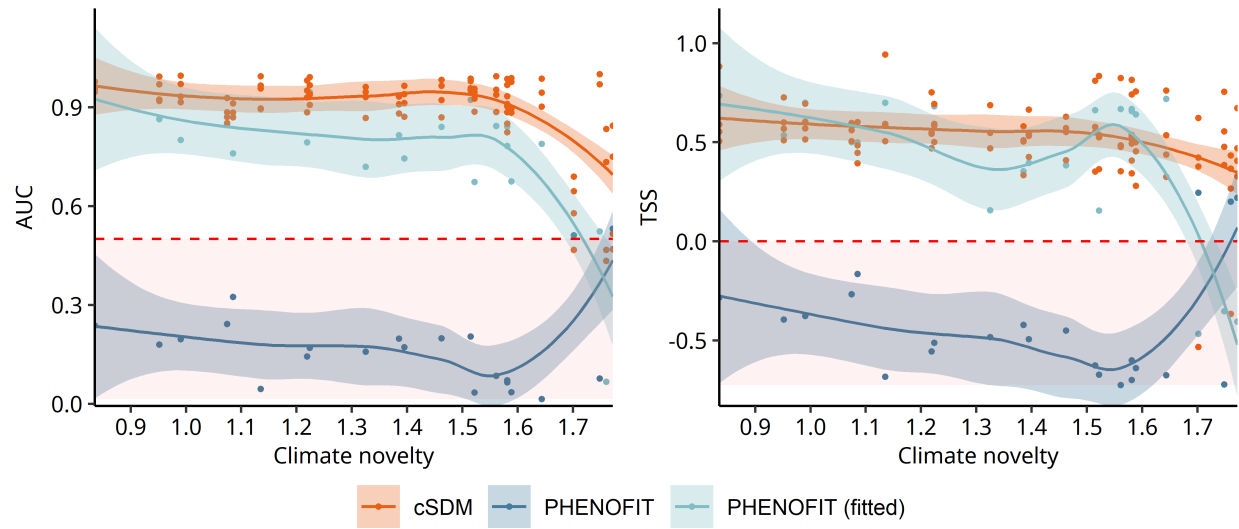 AUC
0.9
0.6
0.3
0.0
0.9 1.0 1.1 1.2 1.3 1.4 1.5 1.6 1.7
Climate novelty
TSS
1.0
0.5
0.0
-0.5
0.9 1.0 1.1 1.2 1.3 1.4 1.5 1.6 1.7
Climate novelty
cSDM PHENOFIT PHENOFIT (fitted)